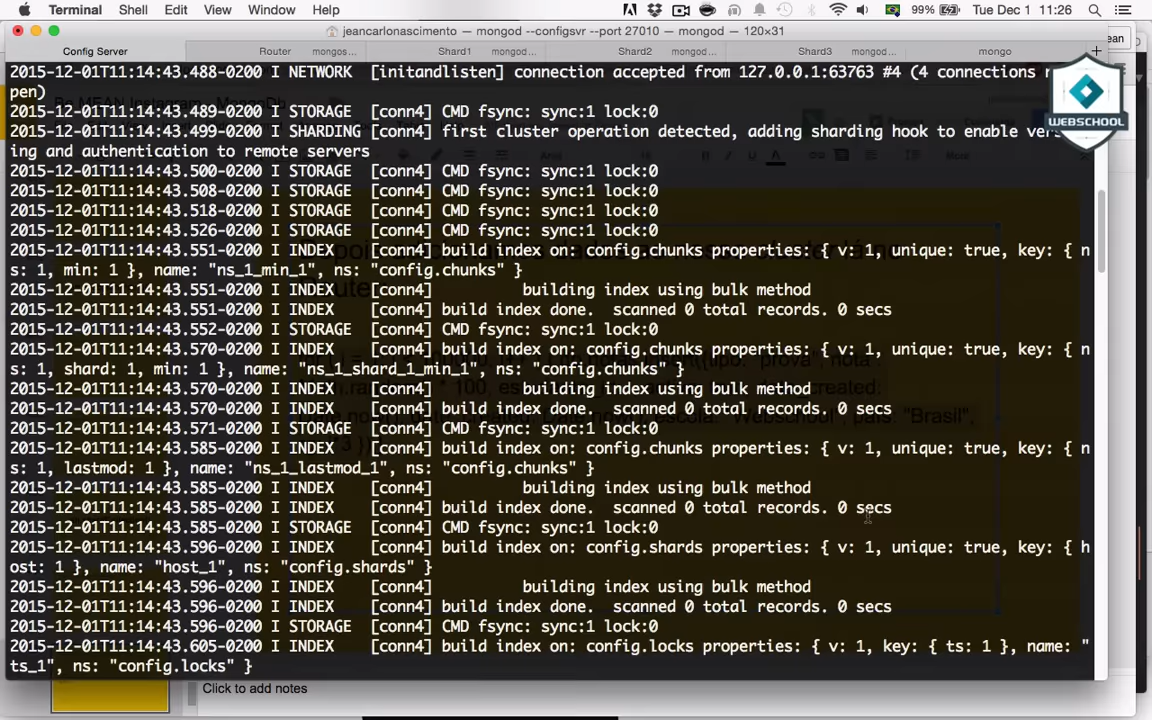 Terminal Shell Edit View Window Help 99% Tue Dec 1 11:26
jeancarlonascimento — mongod --configsvr --port 27010 — mongod — 120×31
Config Server Router mongos... Shard1 mongod... Shard2 mongod... Shard3 mongod... mongo +
2015-12-01T11:14:43.488-0200 I NETWORK  [initandlisten] connection accepted from 127.0.0.1:63763 #4 (4 connections
pen)
2015-12-01T11:14:43.489-0200 I STORAGE  [conn4] CMD fsync: sync:1 lock:0
2015-12-01T11:14:43.499-0200 I SHARDING [conn4] first cluster operation detected, adding sharding hook to enable vers
ing and authentication to remote servers
2015-12-01T11:14:43.500-0200 I STORAGE  [conn4] CMD fsync: sync:1 lock:0
2015-12-01T11:14:43.508-0200 I STORAGE  [conn4] CMD fsync: sync:1 lock:0
2015-12-01T11:14:43.518-0200 I STORAGE  [conn4] CMD fsync: sync:1 lock:0
2015-12-01T11:14:43.526-0200 I STORAGE  [conn4] CMD fsync: sync:1 lock:0
2015-12-01T11:14:43.551-0200 I INDEX    [conn4] build index on: config.chunks properties: { v: 1, unique: true, key: { n
s: 1, min: 1 }, name: "ns_1_min_1", ns: "config.chunks" }
2015-12-01T11:14:43.551-0200 I INDEX    [conn4]          building index using bulk method
2015-12-01T11:14:43.551-0200 I INDEX    [conn4] build index done.  scanned 0 total records. 0 secs
2015-12-01T11:14:43.552-0200 I STORAGE  [conn4] CMD fsync: sync:1 lock:0
2015-12-01T11:14:43.570-0200 I INDEX    [conn4] build index on: config.chunks properties: { v: 1, unique: true, key: { n
s: 1, shard: 1, min: 1 }, name: "ns_1_shard_1_min_1", ns: "config.chunks" }
2015-12-01T11:14:43.570-0200 I INDEX    [conn4]          building index using bulk method
2015-12-01T11:14:43.570-0200 I INDEX    [conn4] build index done.  scanned 0 total records. 0 secs
2015-12-01T11:14:43.571-0200 I STORAGE  [conn4] CMD fsync: sync:1 lock:0
2015-12-01T11:14:43.585-0200 I INDEX    [conn4] build index on: config.chunks properties: { v: 1, unique: true, key: { n
s: 1, lastmod: 1 }, name: "ns_1_lastmod_1", ns: "config.chunks" }
2015-12-01T11:14:43.585-0200 I INDEX    [conn4]          building index using bulk method
2015-12-01T11:14:43.585-0200 I INDEX    [conn4] build index done.  scanned 0 total records. 0 secs
2015-12-01T11:14:43.585-0200 I STORAGE  [conn4] CMD fsync: sync:1 lock:0
2015-12-01T11:14:43.596-0200 I INDEX    [conn4] build index on: config.shards properties: { v: 1, unique: true, key: { h
ost: 1 }, name: "host_1", ns: "config.shards" }
2015-12-01T11:14:43.596-0200 I INDEX    [conn4]          building index using bulk method
2015-12-01T11:14:43.596-0200 I INDEX    [conn4] build index done.  scanned 0 total records. 0 secs
2015-12-01T11:14:43.596-0200 I STORAGE  [conn4] CMD fsync: sync:1 lock:0
2015-12-01T11:14:43.605-0200 I INDEX    [conn4] build index on: config.locks properties: { v: 1, key: { ts: 1 }, name: "
ts_1", ns: "config.locks" }
WEBSCHOOL
Click to add notes